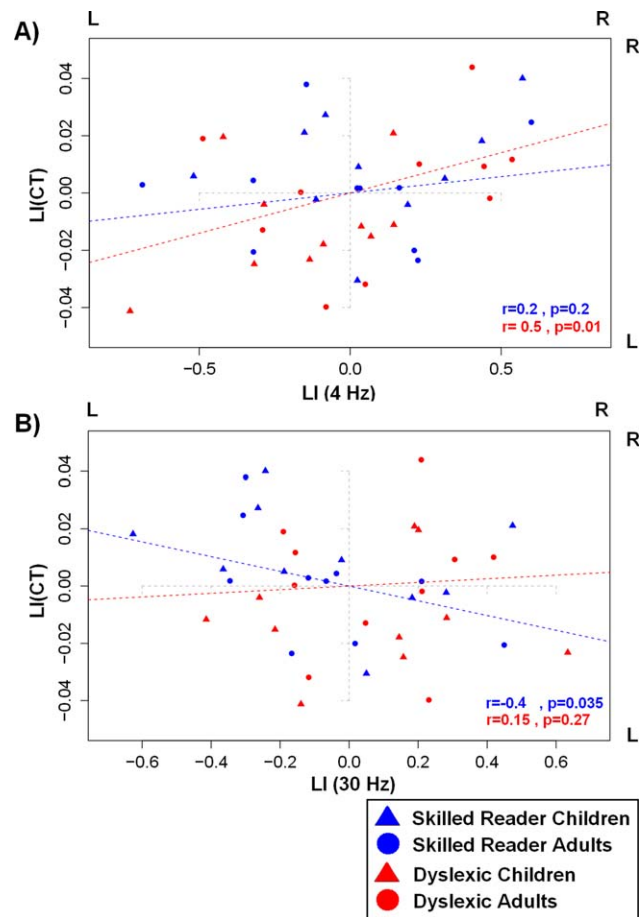 L R
A)
R
0.04
0.02
0.00
−0.02
−0.04
LI(CT)
r=0.2 , p=0.2
r= 0.5 , p=0.01
L
−0.5 0.0 0.5
LI (4 Hz)
L R
B)
R
0.04
0.02
0.00
−0.02
−0.04
LI(CT)
r=-0.4 , p=0.035
r=0.15 , p=0.27
L
−0.6 −0.4 −0.2 0.0 0.2 0.4 0.6
LI (30 Hz)
Skilled Reader Children
Skilled Reader Adults
Dyslexic Children
Dyslexic Adults